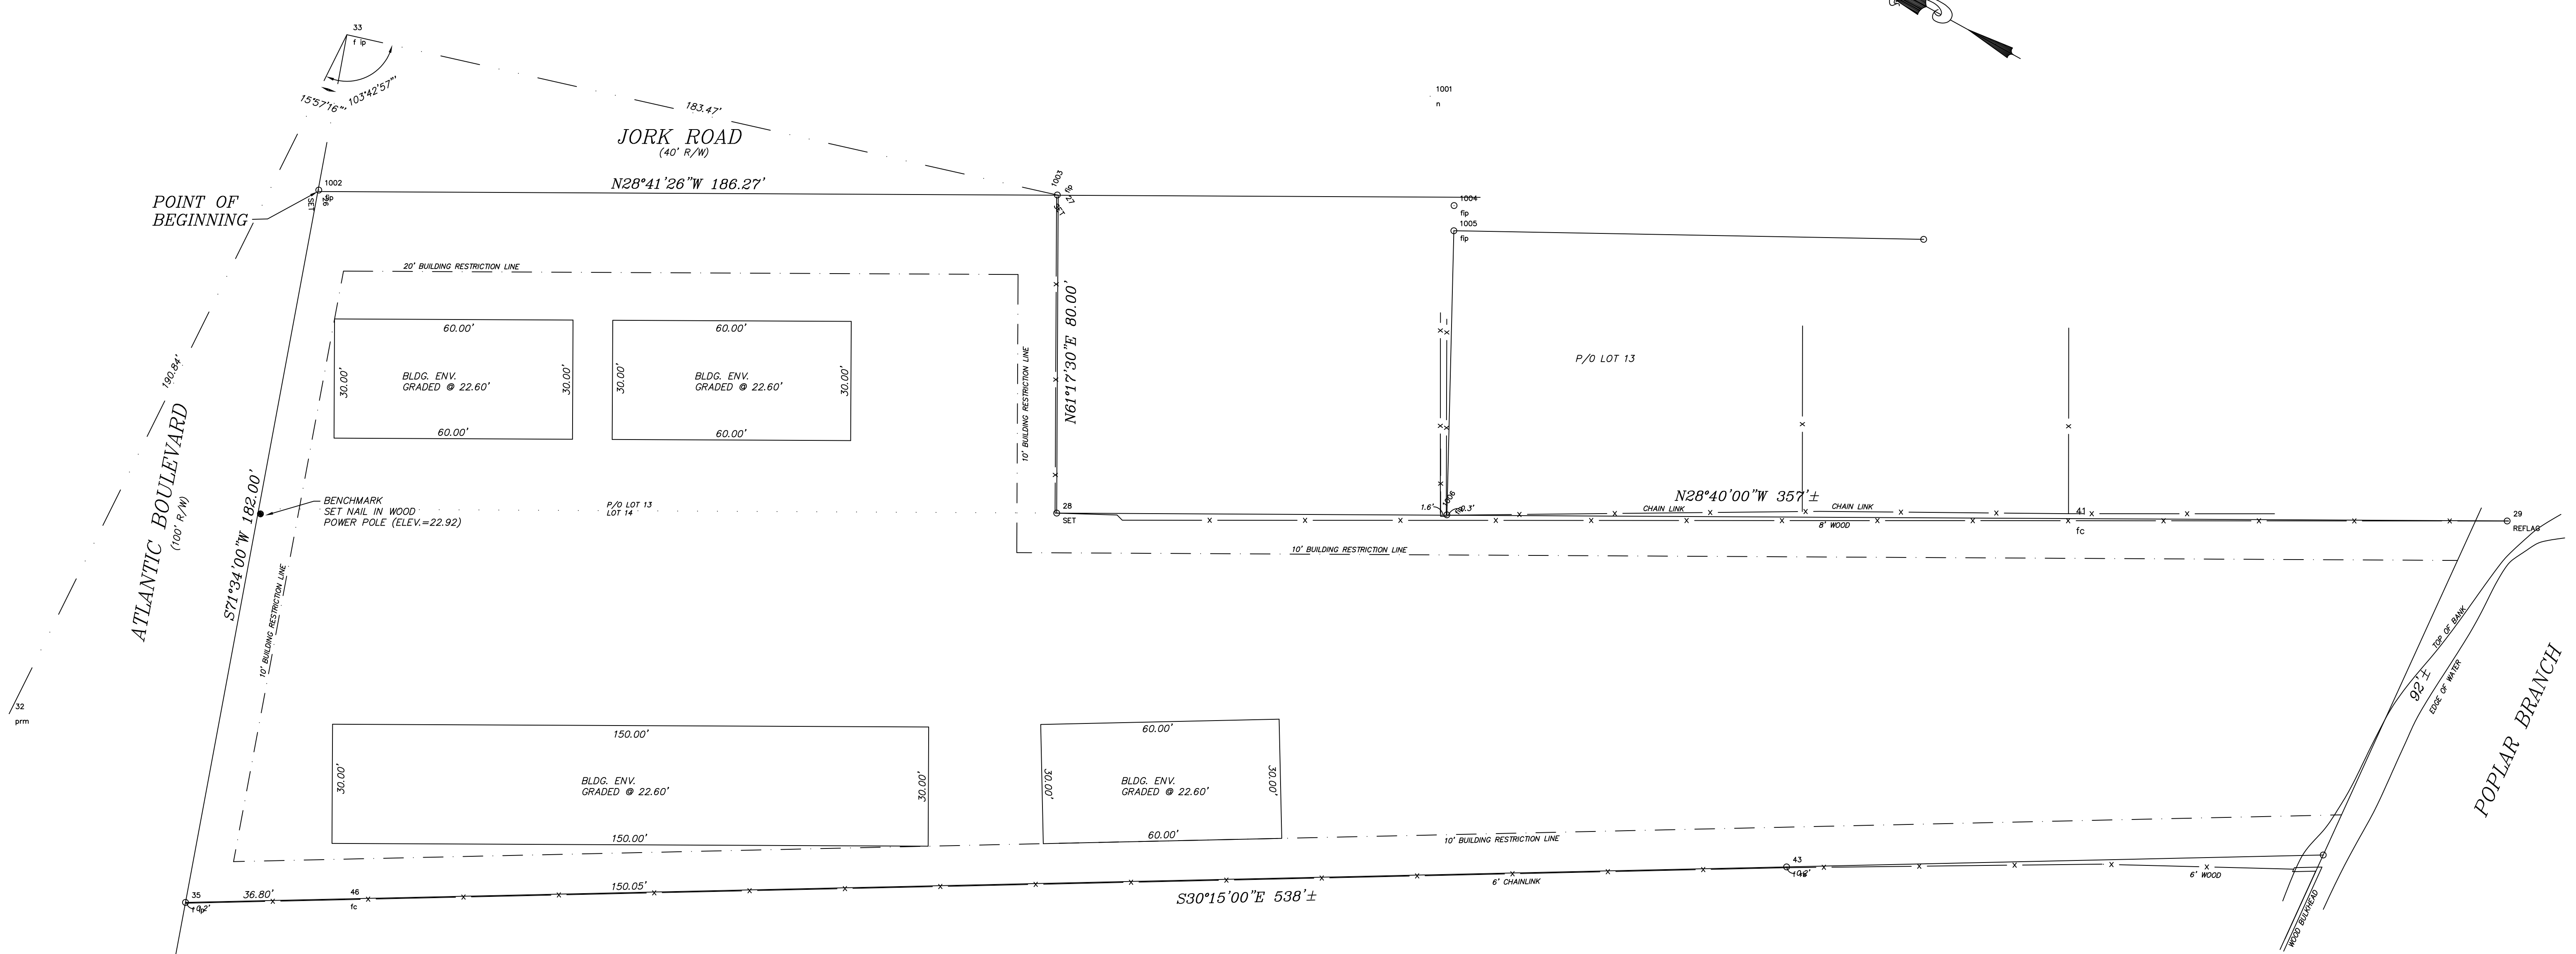 33
f ip
15°57'16"'
103°42'57"'
183.47'
JORK ROAD
(40' R/W)
1001
n
1002
fip
26
SET
N28°41'26"W 186.27'
POINT OF
BEGINNING
1003
fip
27
SET
1004
fip
1005
fip
20' BUILDING RESTRICTION LINE
60.00'
30.00'
BLDG. ENV.
GRADED @ 22.60'
30.00'
60.00'
60.00'
30.00'
BLDG. ENV.
GRADED @ 22.60'
30.00'
60.00'
10' BUILDING RESTRICTION LINE
N61°17'30"E 80.00'
P/O LOT 13
190.84'
ATLANTIC BOULEVARD
(100' R/W)
S71°34'00"W 182.00'
BENCHMARK
SET NAIL IN WOOD
POWER POLE (ELEV.=22.92)
P/O LOT 13
LOT 14
28
SET
1.6'
1006
0.3'
N28°40'00"W 357'±
CHAIN LINK
CHAIN LINK
8' WOOD
41
fc
29
REFLAG
10' BUILDING RESTRICTION LINE
10' BUILDING RESTRICTION LINE
32
prm
TOP OF BANK
92'±
EDGE OF WATER
POPLAR BRANCH
150.00'
30.00'
BLDG. ENV.
GRADED @ 22.60'
30.00'
150.00'
60.00'
30.00'
BLDG. ENV.
GRADED @ 22.60'
30.00'
60.00'
10' BUILDING RESTRICTION LINE
35
36.80'
46
fc
150.05'
S30°15'00"E 538'±
6' CHAINLINK
43
6' WOOD
WOOD BULKHEAD